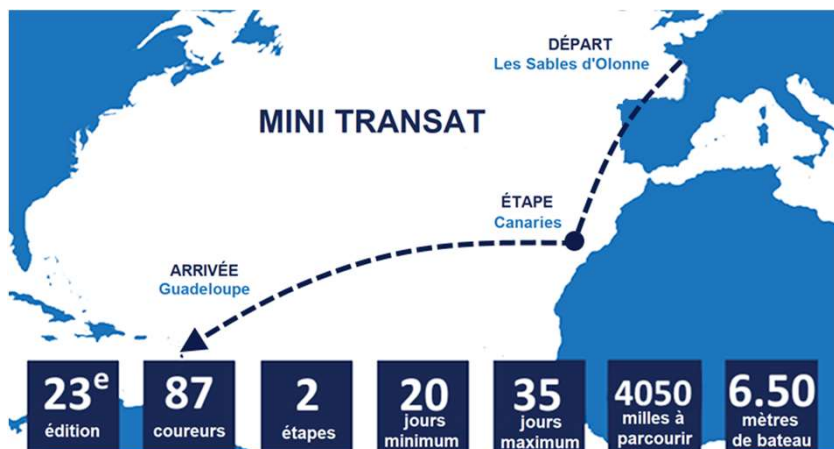 DÉPART
Les Sables d'Olonne
MINI TRANSAT
ÉTAPE
Canaries
ARRIVÉE
Guadeloupe
23e
édition
87
coureurs
2
étapes
20
jours
minimum
35
jours
maximum
4050
milles à
parcourir
6.50
mètres
de bateau